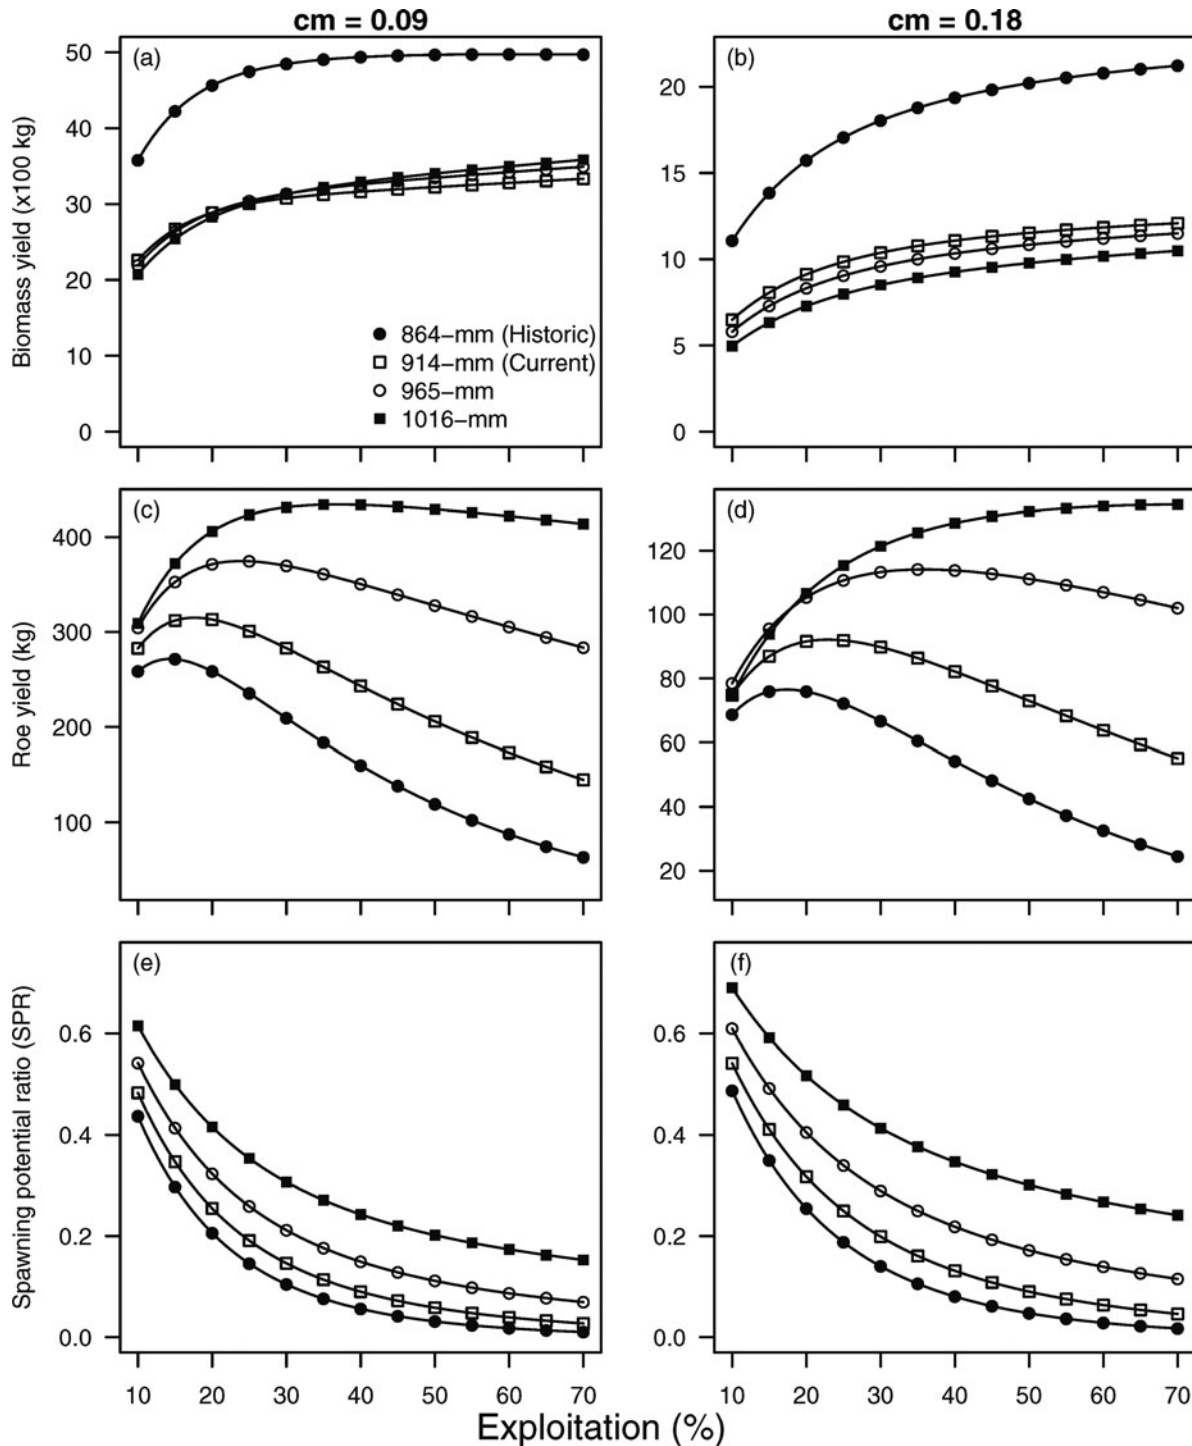 cm = 0.09
cm = 0.18
(a)
(b)
Biomass yield (x100 kg)
50
40
30
20
10
0
864-mm (Historic)
914-mm (Current)
965-mm
1016-mm
20
15
10
5
0
(c)
(d)
Roe yield (kg)
400
300
200
100
120
100
80
60
40
20
(e)
(f)
Spawning potential ratio (SPR)
0.6
0.4
0.2
0.0
0.6
0.4
0.2
0.0
10 20 30 40 50 60 70
10 20 30 40 50 60 70
Exploitation (%)